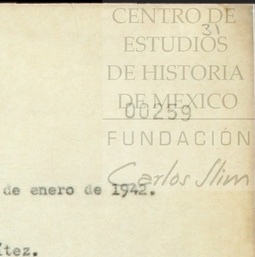 CENTRO DE
31
ESTUDIOS
DE HISTORIA
DE MEXICO
00259
FUNDACIÓN
Carlos Slim
de enero de 1942.
ítez.